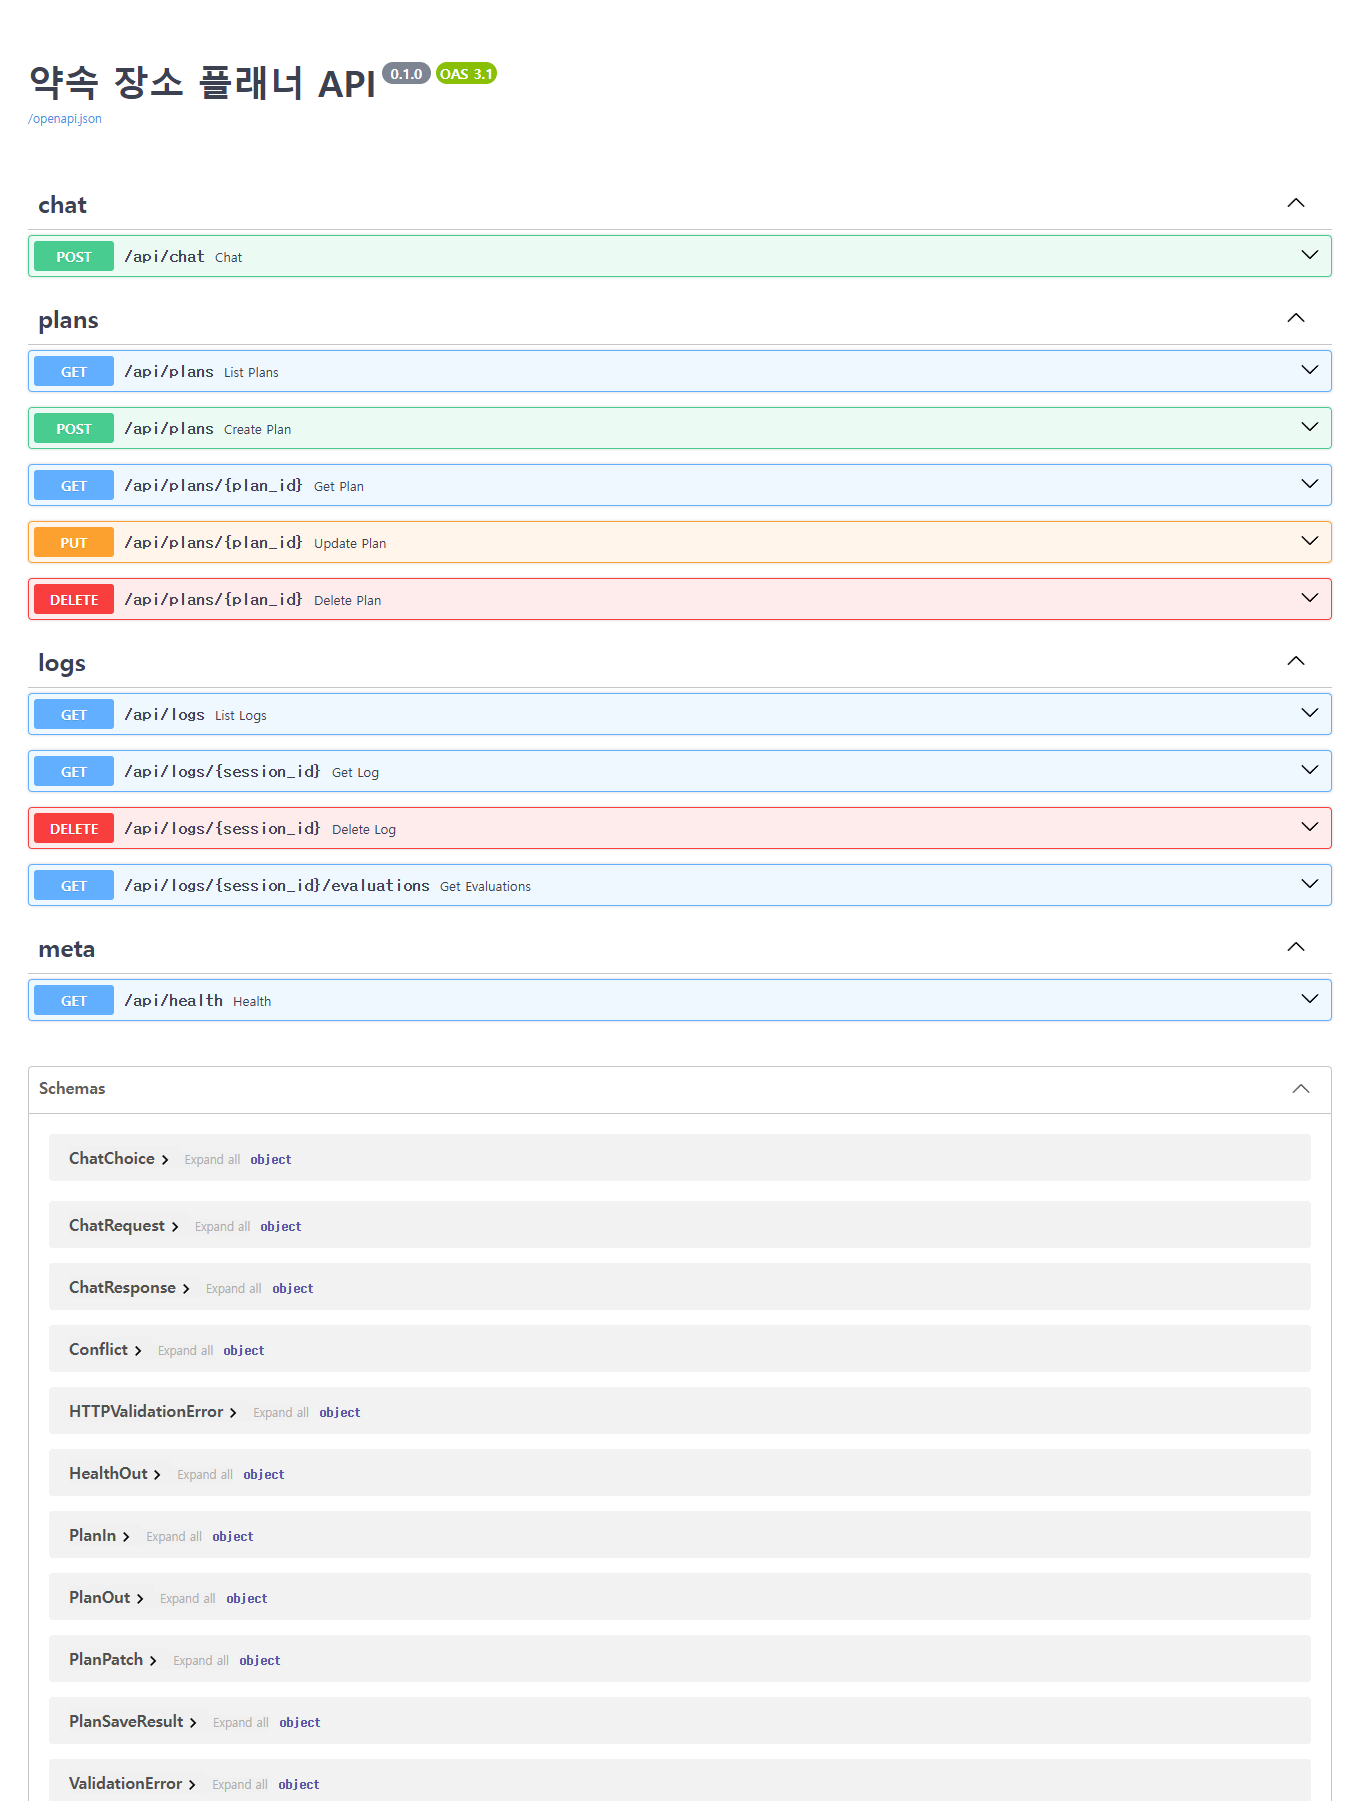 약속 장소 플래너 API 0.1.0 OAS 3.1
/openapi.json
chat
POST /api/chat Chat
plans
GET /api/plans List Plans
POST /api/plans Create Plan
GET /api/plans/{plan_id} Get Plan
PUT /api/plans/{plan_id} Update Plan
DELETE /api/plans/{plan_id} Delete Plan
logs
GET /api/logs List Logs
GET /api/logs/{session_id} Get Log
DELETE /api/logs/{session_id} Delete Log
GET /api/logs/{session_id}/evaluations Get Evaluations
meta
GET /api/health Health
Schemas
ChatChoice Expand all object
ChatRequest Expand all object
ChatResponse Expand all object
Conflict Expand all object
HTTPValidationError Expand all object
HealthOut Expand all object
PlanIn Expand all object
PlanOut Expand all object
PlanPatch Expand all object
PlanSaveResult Expand all object
ValidationError Expand all object